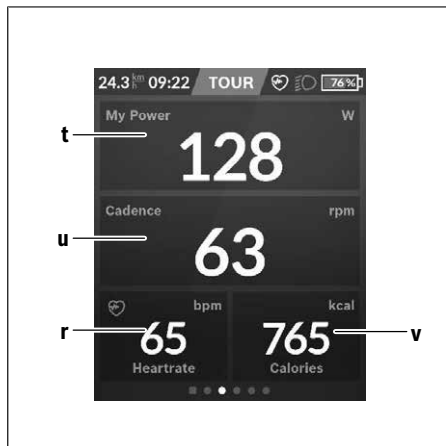 24.3 km/h 09:22 TOUR 76 %
My Power W
t
128
Cadence rpm
u
63
bpm kcal
r 65 765 v
Heartrate Calories